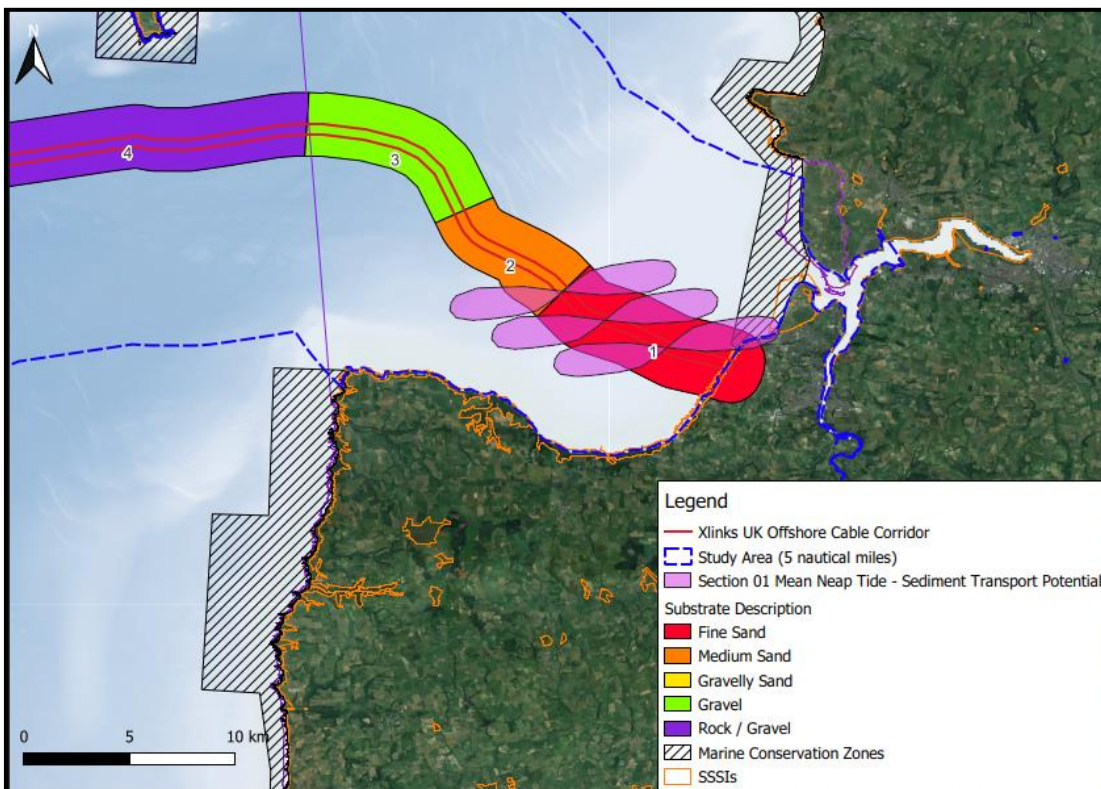 N
4
3
2
1
Legend
Xlinks UK Offshore Cable Corridor
Study Area (5 nautical miles)
Section 01 Mean Neap Tide - Sediment Transport Potential
Substrate Description
Fine Sand
Medium Sand
Gravelly Sand
Gravel
Rock / Gravel
Marine Conservation Zones
SSSIs
0 5 10 km